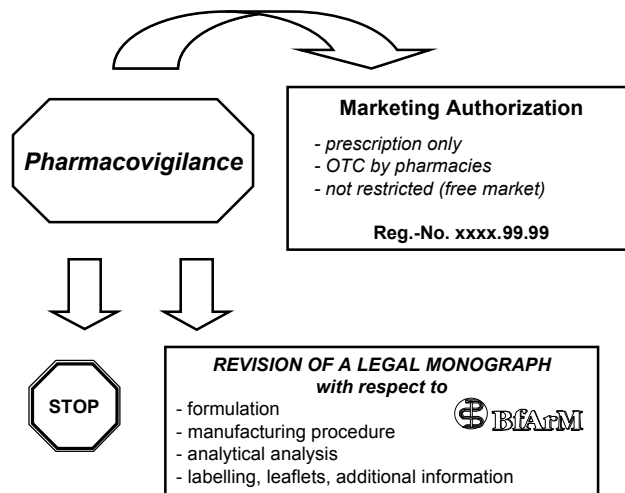 Pharmacovigilance
Marketing Authorization
- prescription only
- OTC by pharmacies
- not restricted (free market)
Reg.-No. xxxx.99.99
STOP
REVISION OF A LEGAL MONOGRAPH
with respect to
- formulation
- manufacturing procedure
- analytical analysis
- labelling, leaflets, additional information
BfArM